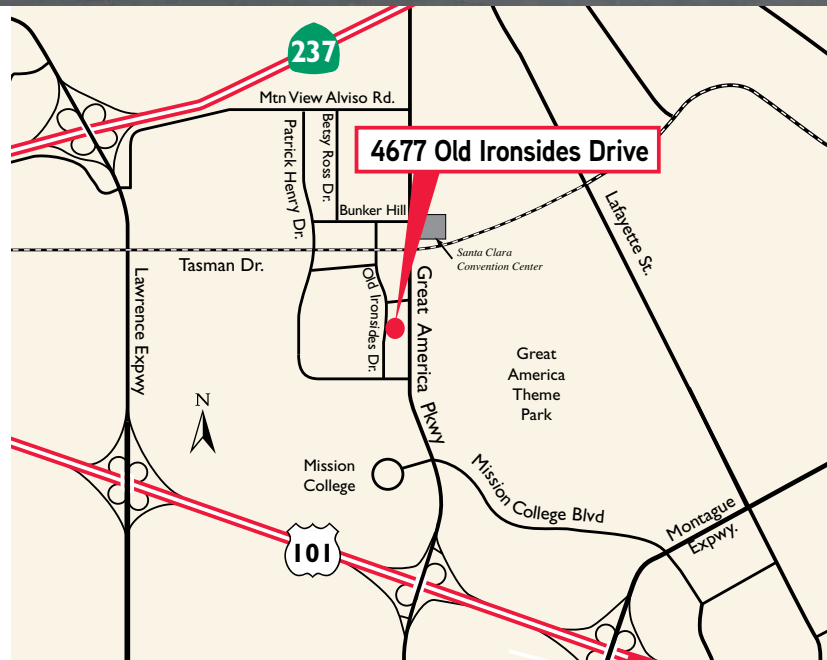 237
Mtn View Alviso Rd.
Patrick Henry Dr.
Betsy Ross Dr.
4677 Old Ironsides Drive
Bunker Hill
Lafayette St.
Santa Clara
Convention Center
Tasman Dr.
Lawrence Expwy
Old Ironsides Dr.
Great America Pkwy
Great
America
Theme
Park
N
Mission
College
Mission College Blvd
Montague
Expwy.
101